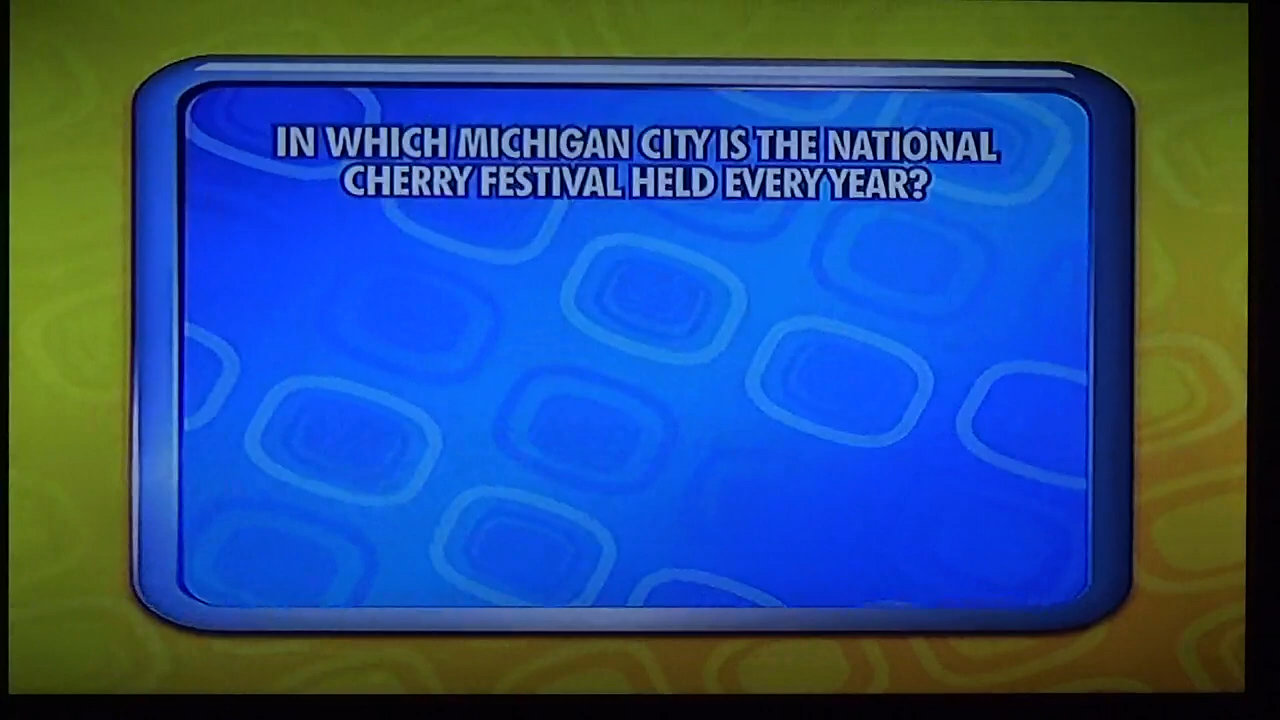 IN WHICH MICHIGAN CITY IS THE NATIONAL
CHERRY FESTIVAL HELD EVERY YEAR?